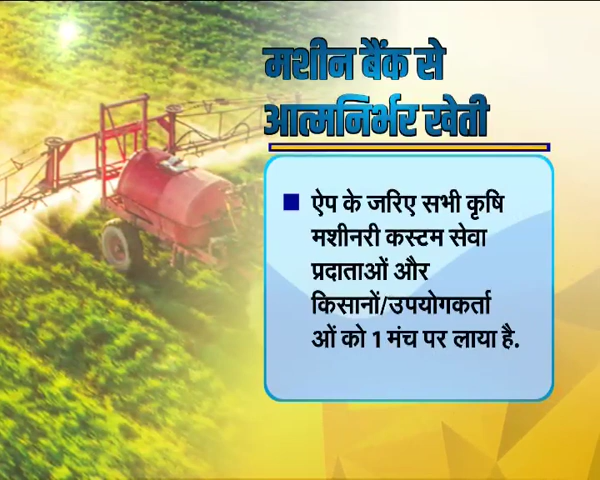 मशीन बैंक से
आत्मनिर्भर खेती
ऐप के जरिए सभी कृषि
मशीनरी कस्टम सेवा
प्रदाताओं और
किसानों/उपयोगकर्ता
ओं को 1 मंच पर लाया है.